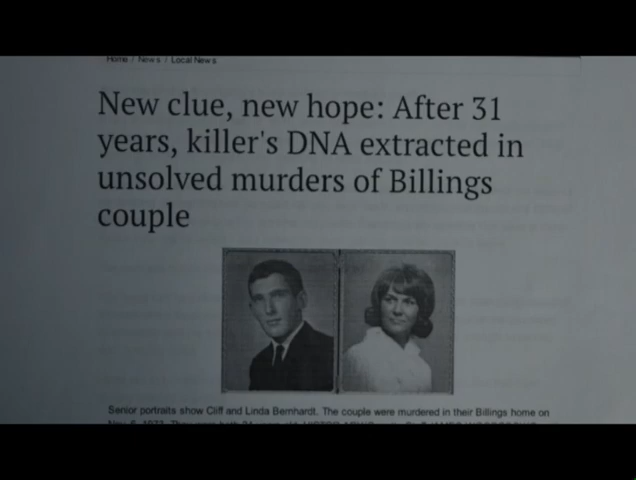 Home / News / Local News
New clue, new hope: After 31
years, killer's DNA extracted in
unsolved murders of Billings
couple
Senior portraits show Cliff and Linda Bernhardt. The couple were murdered in their Billings home on